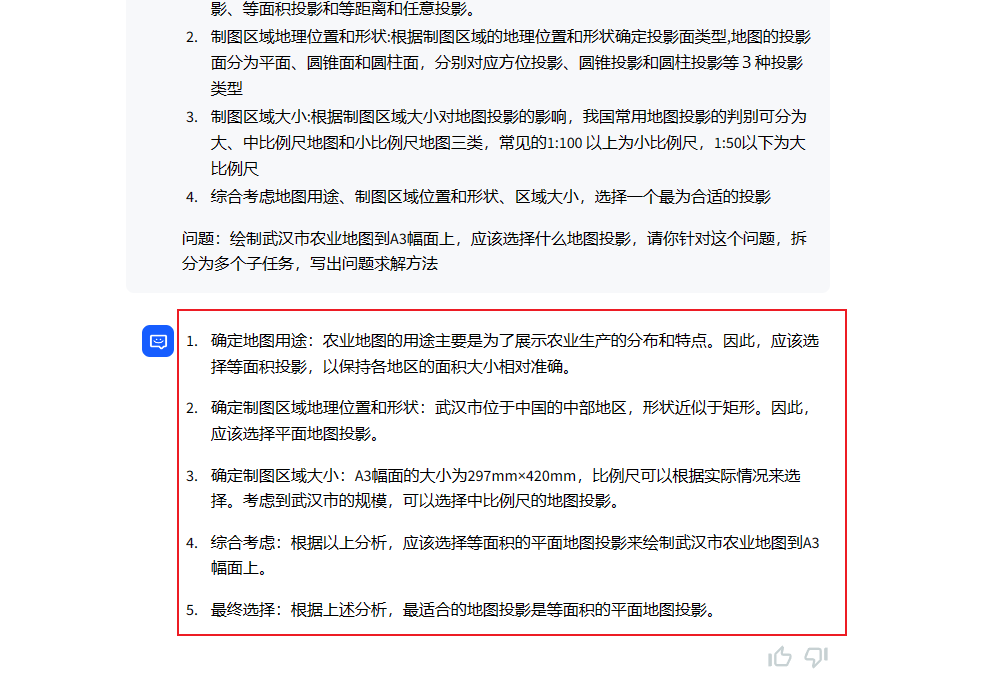 影、等面积投影和等距离和任意投影。
2. 制图区域地理位置和形状:根据制图区域的地理位置和形状确定投影面类型,地图的投影
面分为平面、圆锥面和圆柱面，分别对应方位投影、圆锥投影和圆柱投影等 3 种投影
类型
3. 制图区域大小:根据制图区域大小对地图投影的影响，我国常用地图投影的判别可分为
大、中比例尺地图和小比例尺地图三类，常见的1:100 以上为小比例尺，1:50以下为大
比例尺
4. 综合考虑地图用途、制图区域位置和形状、区域大小，选择一个最为合适的投影
问题：绘制武汉市农业地图到A3幅面上，应该选择什么地图投影，请你针对这个问题，拆
分为多个子任务，写出问题求解方法
1. 确定地图用途：农业地图的用途主要是为了展示农业生产的分布和特点。因此，应该选
择等面积投影，以保持各地区的面积大小相对准确。
2. 确定制图区域地理位置和形状：武汉市位于中国的中部地区，形状近似于矩形。因此，
应该选择平面地图投影。
3. 确定制图区域大小：A3幅面的大小为297mm×420mm，比例尺可以根据实际情况来选
择。考虑到武汉市的规模，可以选择中比例尺的地图投影。
4. 综合考虑：根据以上分析，应该选择等面积的平面地图投影来绘制武汉市农业地图到A3
幅面上。
5. 最终选择：根据上述分析，最适合的地图投影是等面积的平面地图投影。